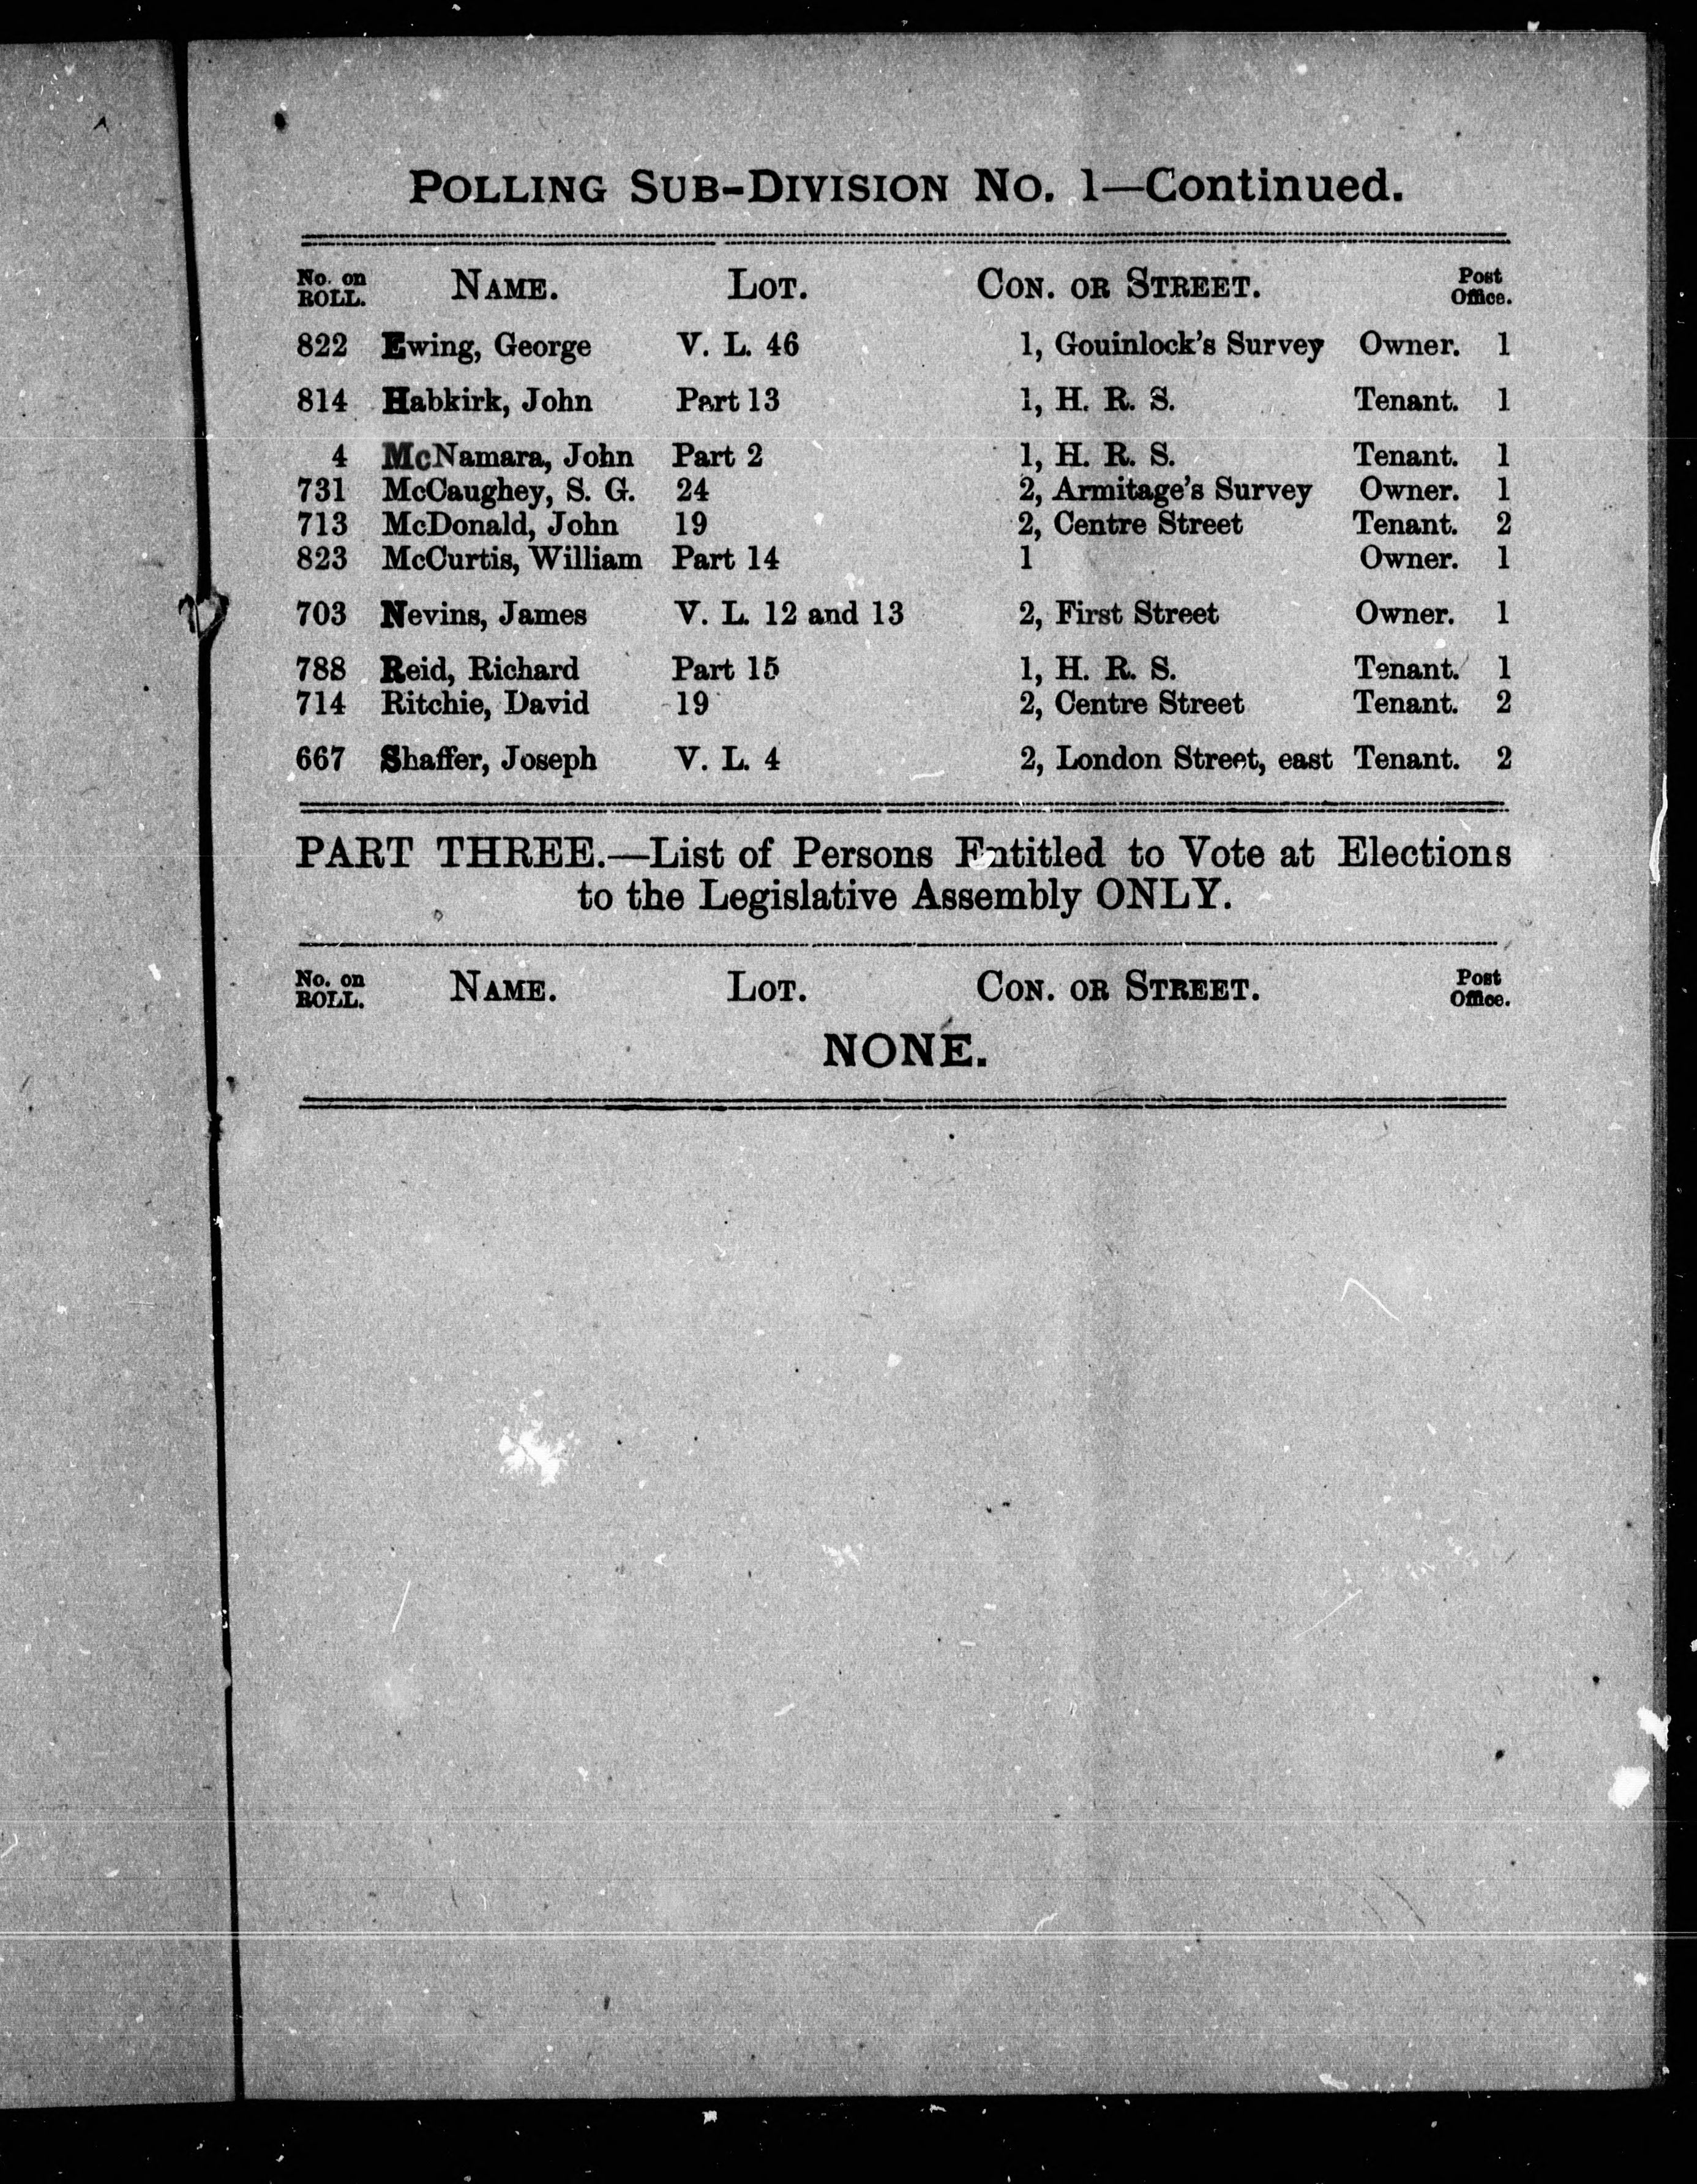 POLLING SUB-DIVISION NO. 1—Continued.
No. on ROLL. NAME. LOT. CON. OR STREET. Post Office.
822 Ewing, George V. L. 46 1, Gouinlock's Survey Owner. 1
814 Habkirk, John Part 13 1, H. R. S. Tenant. 1
4 McNamara, John Part 2 1, H. R. S. Tenant. 1
731 McCaughey, S. G. 24 2, Armitage's Survey Owner. 1
713 McDonald, John 19 2, Centre Street Tenant. 2
823 McCurtis, William Part 14 1 Owner. 1
703 Nevins, James V. L. 12 and 13 2, First Street Owner. 1
788 Reid, Richard Part 15 1, H. R. S. Tenant. 1
714 Ritchie, David 19 2, Centre Street Tenant. 2
667 Shaffer, Joseph V. L. 4 2, London Street, east Tenant. 2
PART THREE.—List of Persons Entitled to Vote at Elections
to the Legislative Assembly ONLY.
No. on ROLL. NAME. LOT. CON. OR STREET. Post Office.
NONE.